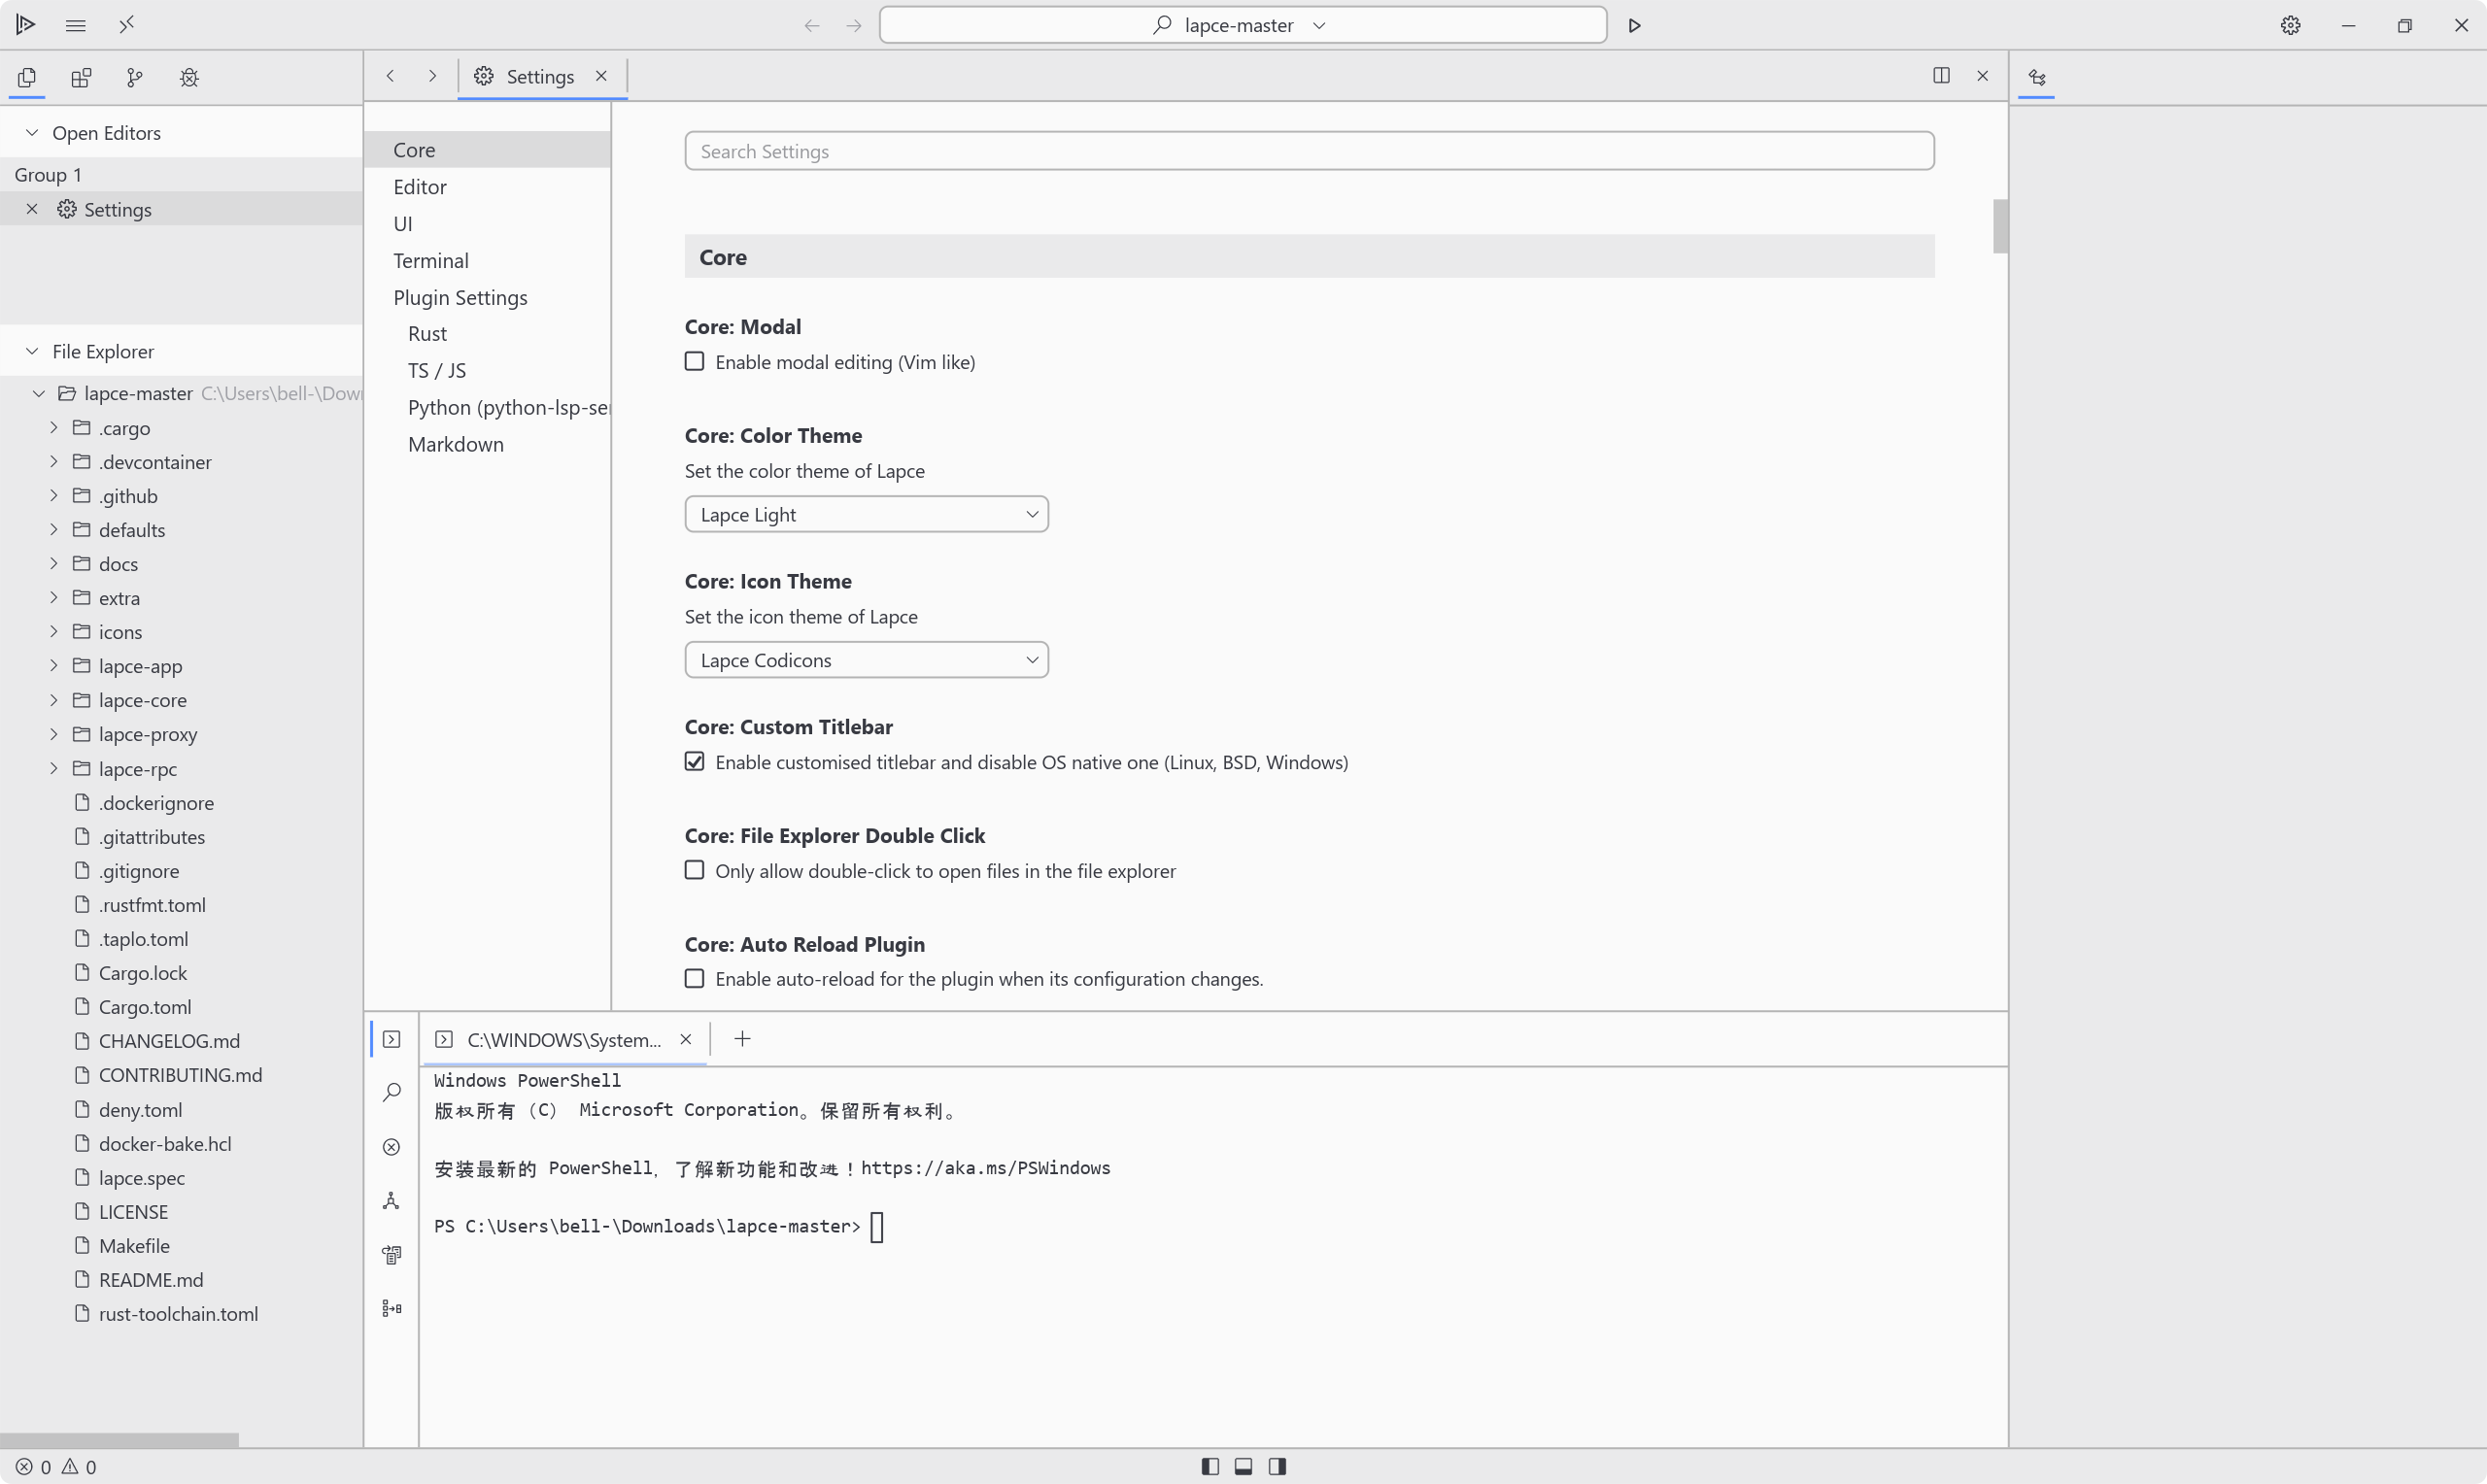 lapce-master
Settings
Open Editors
Group 1
Settings
File Explorer
lapce-master C:\Users\bell-\Down
.cargo
.devcontainer
.github
defaults
docs
extra
icons
lapce-app
lapce-core
lapce-proxy
lapce-rpc
.dockerignore
.gitattributes
.gitignore
.rustfmt.toml
.taplo.toml
Cargo.lock
Cargo.toml
CHANGELOG.md
CONTRIBUTING.md
deny.toml
docker-bake.hcl
lapce.spec
LICENSE
Makefile
README.md
rust-toolchain.toml
Core
Editor
UI
Terminal
Plugin Settings
Rust
TS / JS
Python (python-lsp-ser
Markdown
Search Settings
Core
Core: Modal
Enable modal editing (Vim like)
Core: Color Theme
Set the color theme of Lapce
Lapce Light
Core: Icon Theme
Set the icon theme of Lapce
Lapce Codicons
Core: Custom Titlebar
Enable customised titlebar and disable OS native one (Linux, BSD, Windows)
Core: File Explorer Double Click
Only allow double-click to open files in the file explorer
Core: Auto Reload Plugin
Enable auto-reload for the plugin when its configuration changes.
C:\WINDOWS\System...
Windows PowerShell
版权所有（C） Microsoft Corporation。保留所有权利。
安装最新的 PowerShell，了解新功能和改进！https://aka.ms/PSWindows
PS C:\Users\bell-\Downloads\lapce-master>
0 0